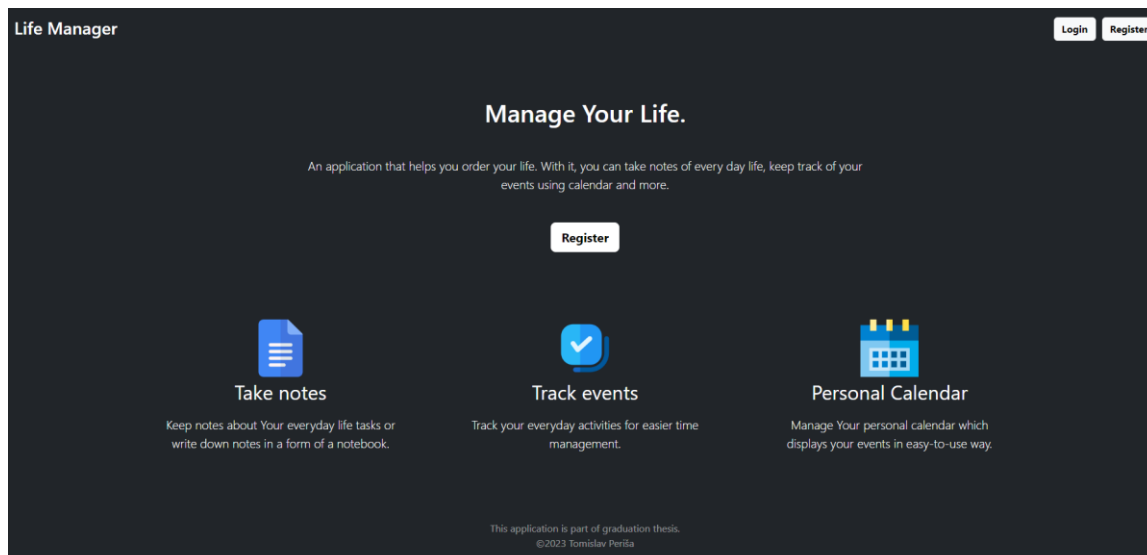 Life Manager
Login
Register
Manage Your Life.
An application that helps you order your life. With it, you can take notes of every day life, keep track of your
events using calendar and more.
Register
Take notes
Keep notes about Your everyday life tasks or
write down notes in a form of a notebook.
Track events
Track your everyday activities for easier time
management.
Personal Calendar
Manage Your personal calendar which
displays your events in easy-to-use way.
This application is part of graduation thesis.
©2023 Tomislav Periša